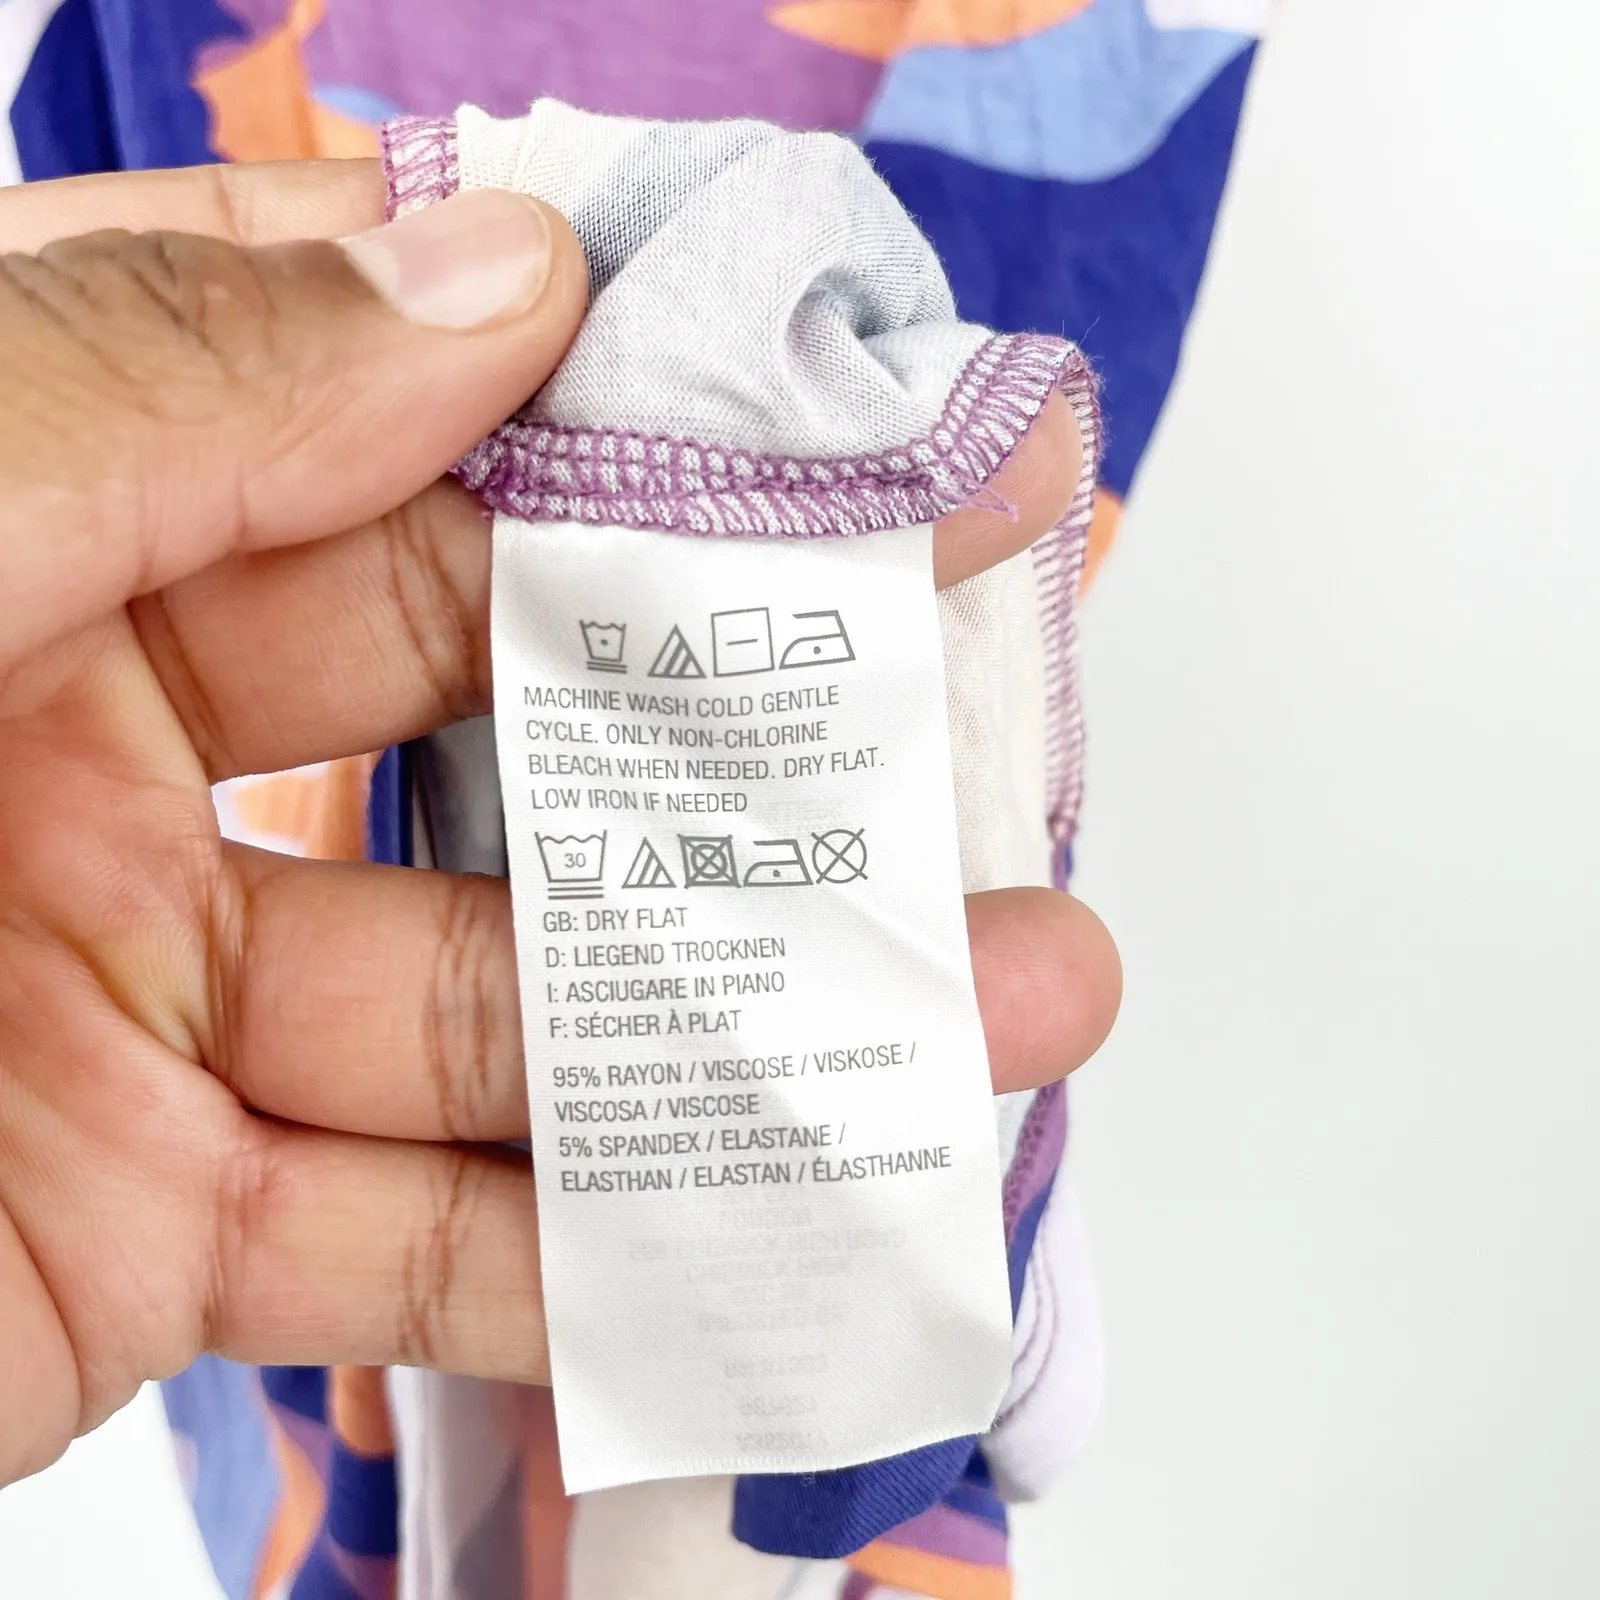 MACHINE WASH COLD GENTLE
CYCLE. ONLY NON-CHLORINE
BLEACH WHEN NEEDED. DRY FLAT.
LOW IRON IF NEEDED
30
GB: DRY FLAT
D: LIEGEND TROCKNEN
I: ASCIUGARE IN PIANO
F: SÉCHER À PLAT
95% RAYON / VISCOSE / VISKOSE /
VISCOSA / VISCOSE
5% SPANDEX / ELASTANE /
ELASTHAN / ELASTAN / ÉLASTHANNE